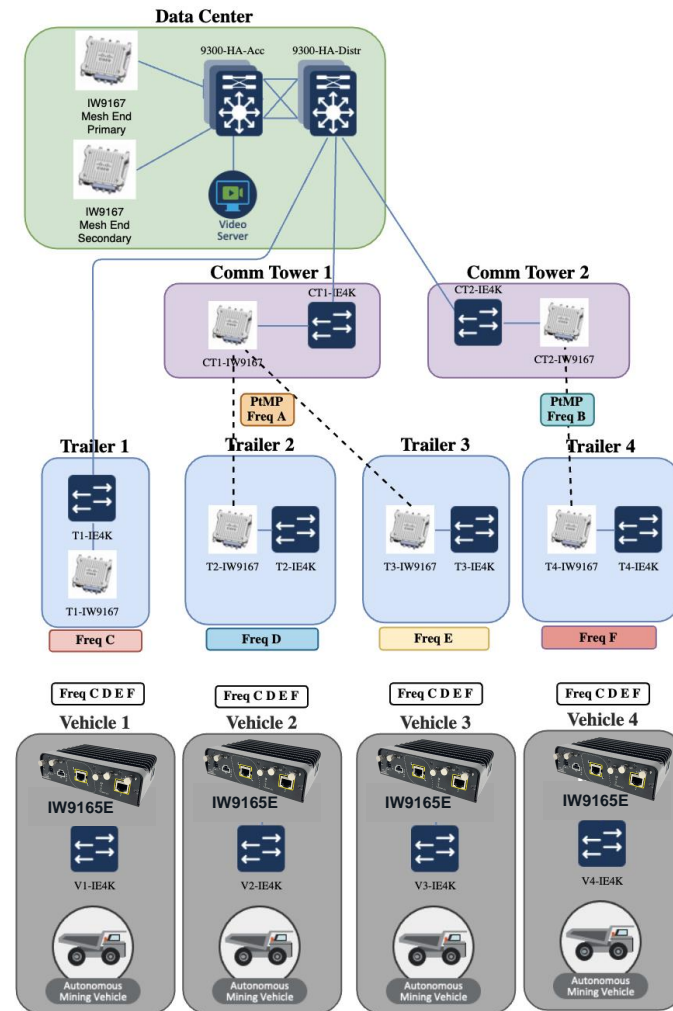 Data Center
9300-HA-Acc
9300-HA-Distr
IW9167
Mesh End
Primary
IW9167
Mesh End
Secondary
Video
Server
Comm Tower 1
CT1-IE4K
CT1-IW9167
Comm Tower 2
CT2-IE4K
CT2-IW9167
PtMP
Freq A
PtMP
Freq B
Trailer 1
T1-IE4K
T1-IW9167
Freq C
Trailer 2
T2-IW9167
T2-IE4K
Freq D
Trailer 3
T3-IW9167
T3-IE4K
Freq E
Trailer 4
T4-IW9167
T4-IE4K
Freq F
Freq C D E F
Vehicle 1
IW9165E
V1-IE4K
Autonomous
Mining Vehicle
Freq C D E F
Vehicle 2
IW9165E
V2-IE4K
Autonomous
Mining Vehicle
Freq C D E F
Vehicle 3
IW9165E
V3-IE4K
Autonomous
Mining Vehicle
Freq C D E F
Vehicle 4
IW9165E
V4-IE4K
Autonomous
Mining Vehicle